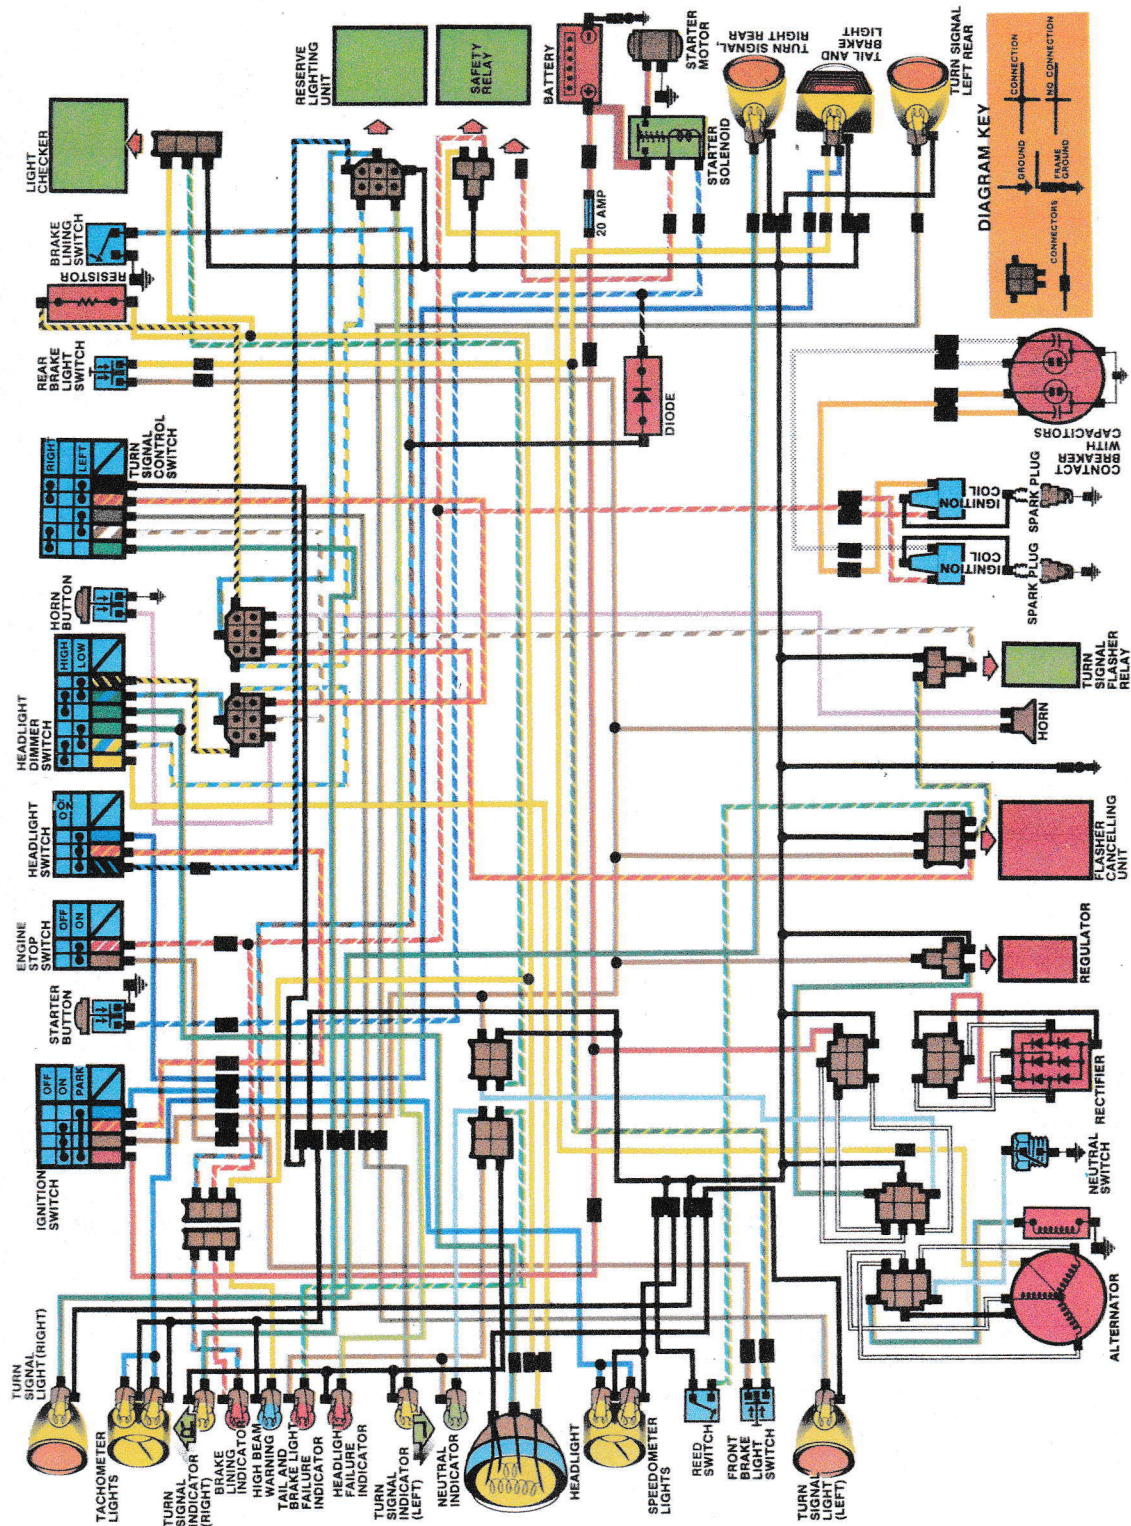 LIGHT
CHECKER
BRAKE
LINING
SWITCH
RESISTOR
REAR
BRAKE
LIGHT
SWITCH
RIGHT
LEFT
TURN
SIGNAL
CONTROL
SWITCH
HORN
BUTTON
HIGH
LOW
HEADLIGHT
DIMMER
SWITCH
ON
ON
HEADLIGHT
SWITCH
OFF
ON
ENGINE
STOP
SWITCH
STARTER
BUTTON
OFF
ON
PARK
IGNITION
SWITCH
RESERVE
LIGHTING
UNIT
SAFETY
RELAY
BATTERY
20 AMP
STARTER
MOTOR
STARTER
SOLENOID
TURN SIGNAL,
RIGHT REAR
TAIL AND
BRAKE
LIGHT
TURN SIGNAL
LEFT REAR
DIODE
DIAGRAM KEY
CONNECTORS
GROUND
FRAME
GROUND
CONNECTION
NO CONNECTION
CONTACT
BREAKER
WITH
CAPACITORS
IGNITION
COIL
SPARK PLUG
IGNITION
COIL
SPARK PLUG
TURN
SIGNAL
FLASHER
RELAY
HORN
FLASHER
CANCELLING
UNIT
REGULATOR
RECTIFIER
NEUTRAL
SWITCH
ALTERNATOR
TURN
SIGNAL
LIGHT (RIGHT)
TACHOMETER
LIGHTS
TURN
SIGNAL
INDICATOR
(RIGHT)
BRAKE
LINING
INDICATOR
HIGH BEAM
WARNING
TAIL AND
BRAKE LIGHT
FAILURE
INDICATOR
HEADLIGHT
FAILURE
INDICATOR
TURN
SIGNAL
INDICATOR
(LEFT)
NEUTRAL
INDICATOR
HEADLIGHT
SPEEDOMETER
LIGHTS
REED
SWITCH
FRONT
BRAKE
LIGHT
SWITCH
TURN
SIGNAL
LIGHT
(LEFT)